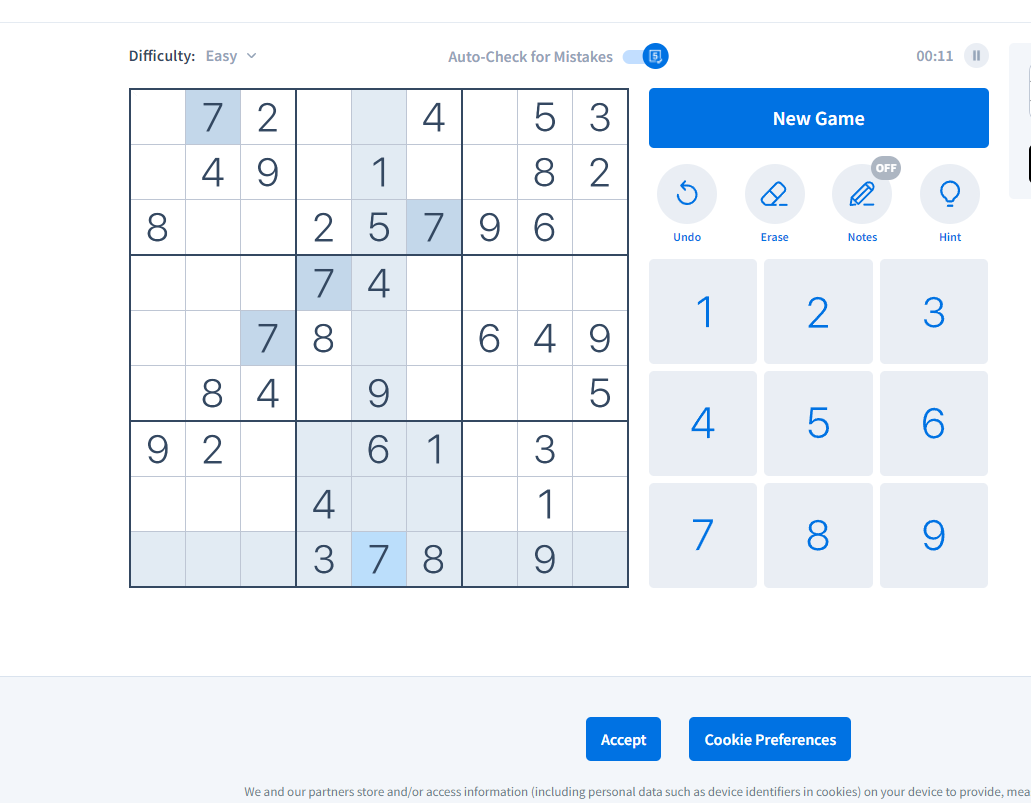 Difficulty: Easy Auto-Check for Mistakes 00:11
7 2 4 5 3
New Game
4 9 1 8 2
OFF
Undo Erase Notes Hint
8 2 5 7 9 6
7 4
1 2 3
7 8 6 4 9
8 4 9 5
4 5 6
9 2 6 1 3
4 1
7 8 9
3 7 8 9
Accept Cookie Preferences
We and our partners store and/or access information (including personal data such as device identifiers in cookies) on your device to provide, mea